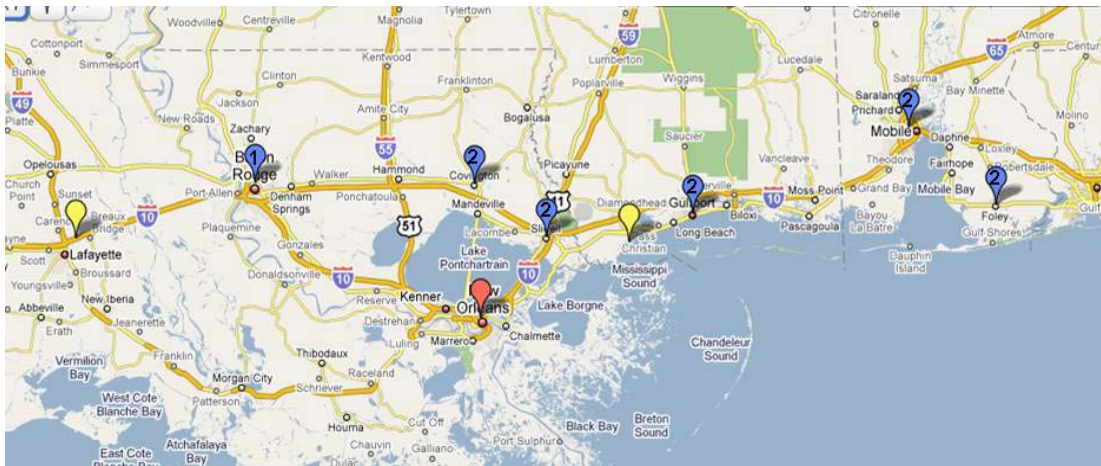 Cottonport
Simmesport
Bunkie
49
Platte
Woodville
Centreville
Magnolia
Tylertown
Kentwood
Clinton
Jackson
New Roads
Zachary
Amite City
Franklinton
Bogalusa
Poplarville
Lumberton
59
Wiggins
Lucedale
Citronelle
Atmore
65
Satsuma
Saraland
Prichard
Bay Minette
Molino
2
Mobile
Daphne
Loxley
Fairhope
Theodore
Saucier
Vancleave
Opelousas
Church
Point
Sunset
Breaux
Bridge
Scott
Lafayette
Broussard
Youngsville
Abbeville
New Iberia
Erath
Jeanerette
10
Port Allen
1
Rouge
Walker
Denham
Springs
Plaquemine
Gonzales
Donaldsonville
55
Hammond
Ponchatoula
51
2
Covington
Mandeville
Lacombe
2
Picayune
11
Diamondhead
Christian
2
Gulfport
Long Beach
Biloxi
10
Moss Point
Pascagoula
Grand Bay
Bayou
La Batre
Mobile Bay
2
Foley
Gulf Shores
Dauphin
Island
Lake
Pontchartrain
10
Mississippi
Sound
Lake Borgne
10
Reserve
Kenner
Orleans
Destrehan
Luling
Marrero
Chalmette
Chandeleur
Sound
Vermilion
Bay
Franklin
Patterson
Morgan City
Thibodaux
Schriever
Raceland
Houma
Cut Off
Galliano
Chauvin
Dulac
Port Sulphur
Black Bay
Breton
Sound
West Cote
Blanche Bay
East Cote
Atchafalaya
Bay